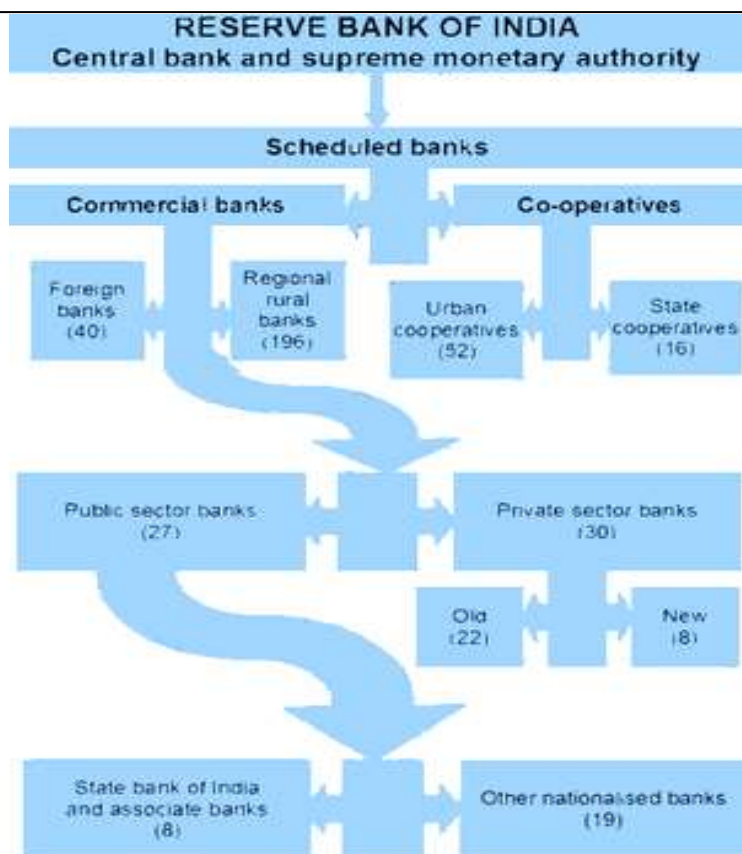 RESERVE BANK OF INDIA
Central bank and supreme monetary authority
Scheduled banks
Commercial banks
Co-operatives
Foreign
banks
(40)
Regional
rural
banks
(196)
Urban
cooperatives
(52)
State
cooperatives
(16)
Public sector banks
(27)
Private sector banks
(30)
Old
(22)
New
(8)
State bank of India
and associate banks
(8)
Other nationalised banks
(19)